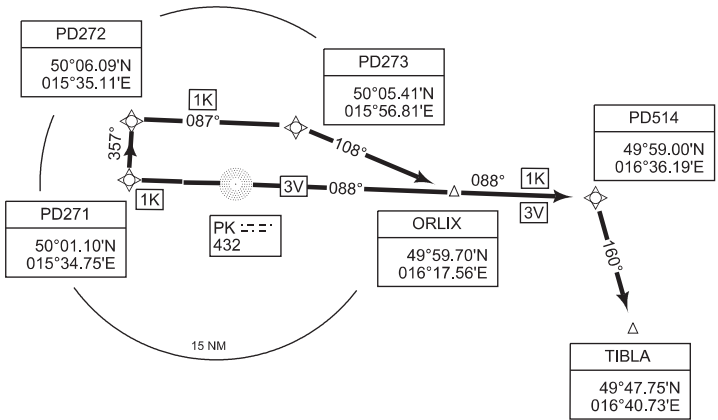 PD272
50°06.09'N
015°35.11'E
PD273
50°05.41'N
015°56.81'E
1K
087°
357°
108°
PD514
49°59.00'N
016°36.19'E
1K
3V
088°
088°
1K
3V
PD271
50°01.10'N
015°34.75'E
PK
432
ORLIX
49°59.70'N
016°17.56'E
160°
15 NM
TIBLA
49°47.75'N
016°40.73'E